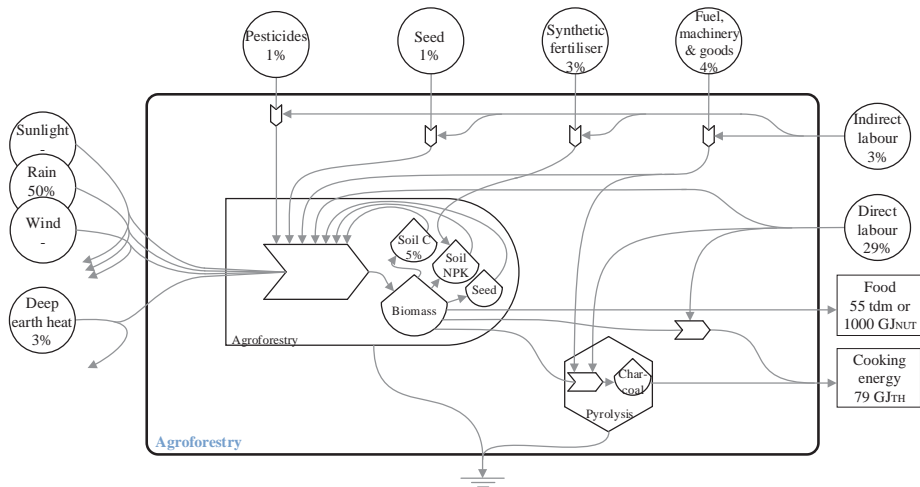 Pesticides
1%
Seed
1%
Synthetic
fertiliser
3%
Fuel,
machinery
& goods
4%
Sunlight
-
Rain
50%
Wind
-
Deep
earth heat
3%
Indirect
labour
3%
Direct
labour
29%
Food
55 tdm or
1000 GJNUT
Cooking
energy
79 GJTH
Soil C
5%
Soil
NPK
Seed
Biomass
Agroforestry
Char-
coal
Pyrolysis
Agroforestry